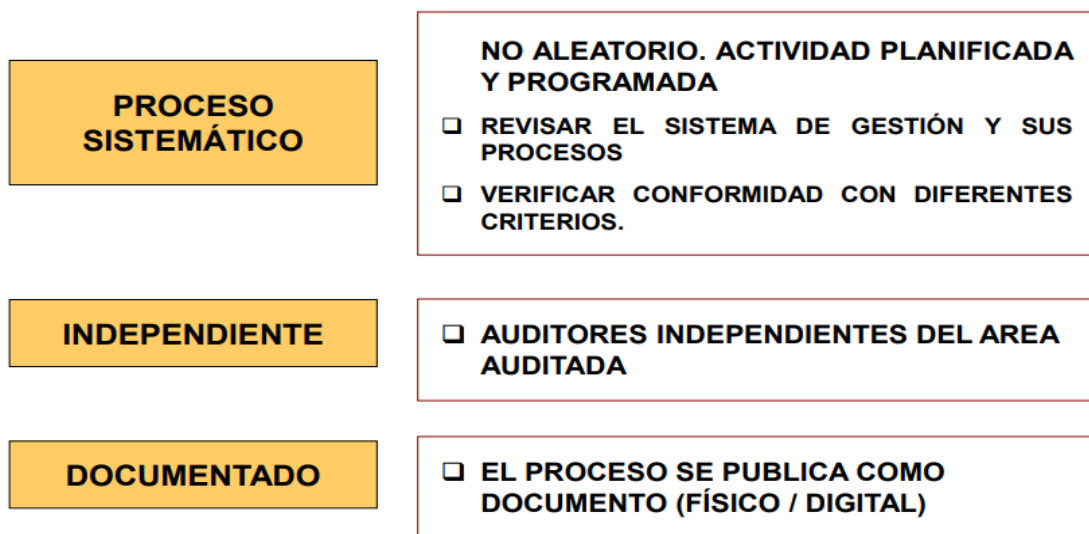 PROCESO
SISTEMÁTICO
NO ALEATORIO. ACTIVIDAD PLANIFICADA
Y PROGRAMADA
❑ REVISAR EL SISTEMA DE GESTIÓN Y SUS
PROCESOS
❑ VERIFICAR CONFORMIDAD CON DIFERENTES
CRITERIOS.
INDEPENDIENTE
❑ AUDITORES INDEPENDIENTES DEL AREA
AUDITADA
DOCUMENTADO
❑ EL PROCESO SE PUBLICA COMO
DOCUMENTO (FÍSICO / DIGITAL)